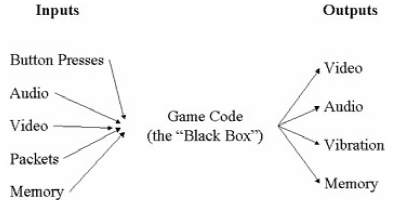 Inputs
Outputs
Button Presses
Audio
Video
Packets
Memory
Game Code
(the “Black Box”)
Video
Audio
Vibration
Memory